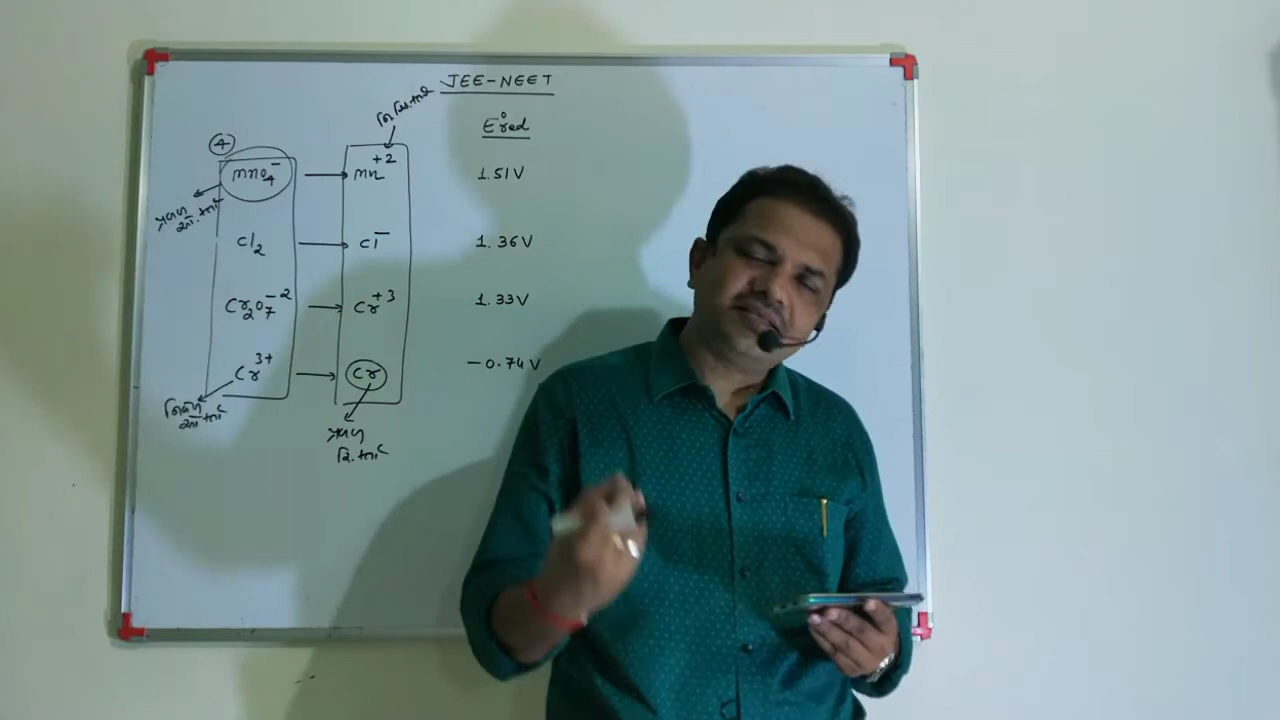 JEE-NEET
E°red
④
MnO₄⁻ → Mn⁺² 1.51V
Cl₂ → Cl⁻ 1.36V
Cr₂O₇⁻² → Cr⁺³ 1.33V
Cr³⁺ → Cr -0.74V